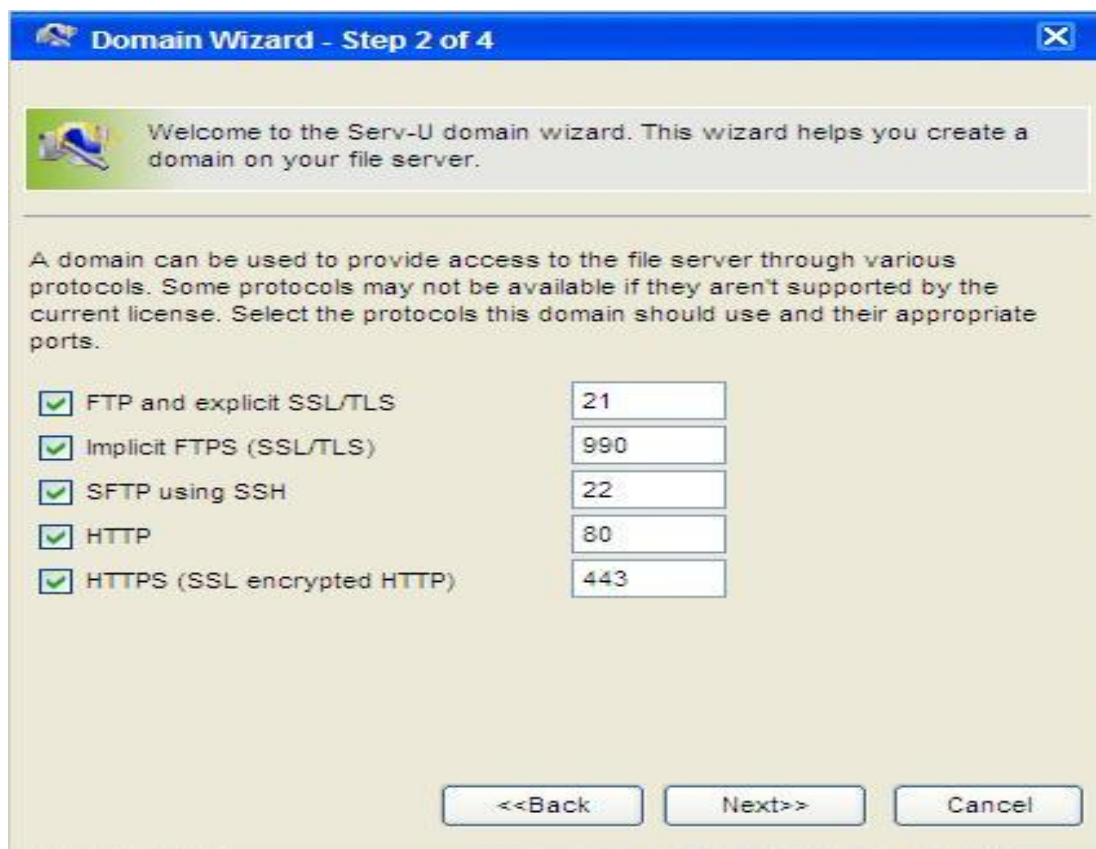 Domain Wizard - Step 2 of 4
Welcome to the Serv-U domain wizard. This wizard helps you create a
domain on your file server.
A domain can be used to provide access to the file server through various
protocols. Some protocols may not be available if they aren't supported by the
current license. Select the protocols this domain should use and their appropriate
ports.
FTP and explicit SSL/TLS 21
Implicit FTPS (SSL/TLS) 990
SFTP using SSH 22
HTTP 80
HTTPS (SSL encrypted HTTP) 443
<<Back Next>> Cancel